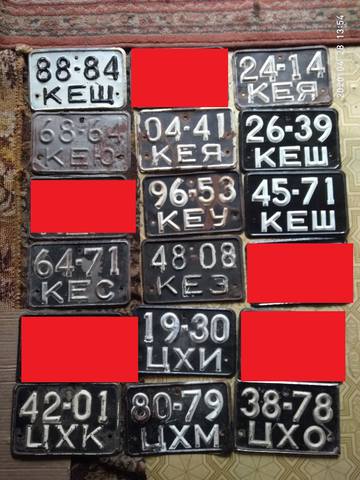 88-84
КЕЩ
24-14
КЕЯ
68-64
КЕЮ
04-41
КЕЯ
26-39
КЕШ
96-53
КЕУ
45-71
КЕШ
64-71
КЕС
48-08
КЕЗ
19-30
ЦХИ
42-01
ЦХК
80-79
ЦХМ
38-78
ЦХО